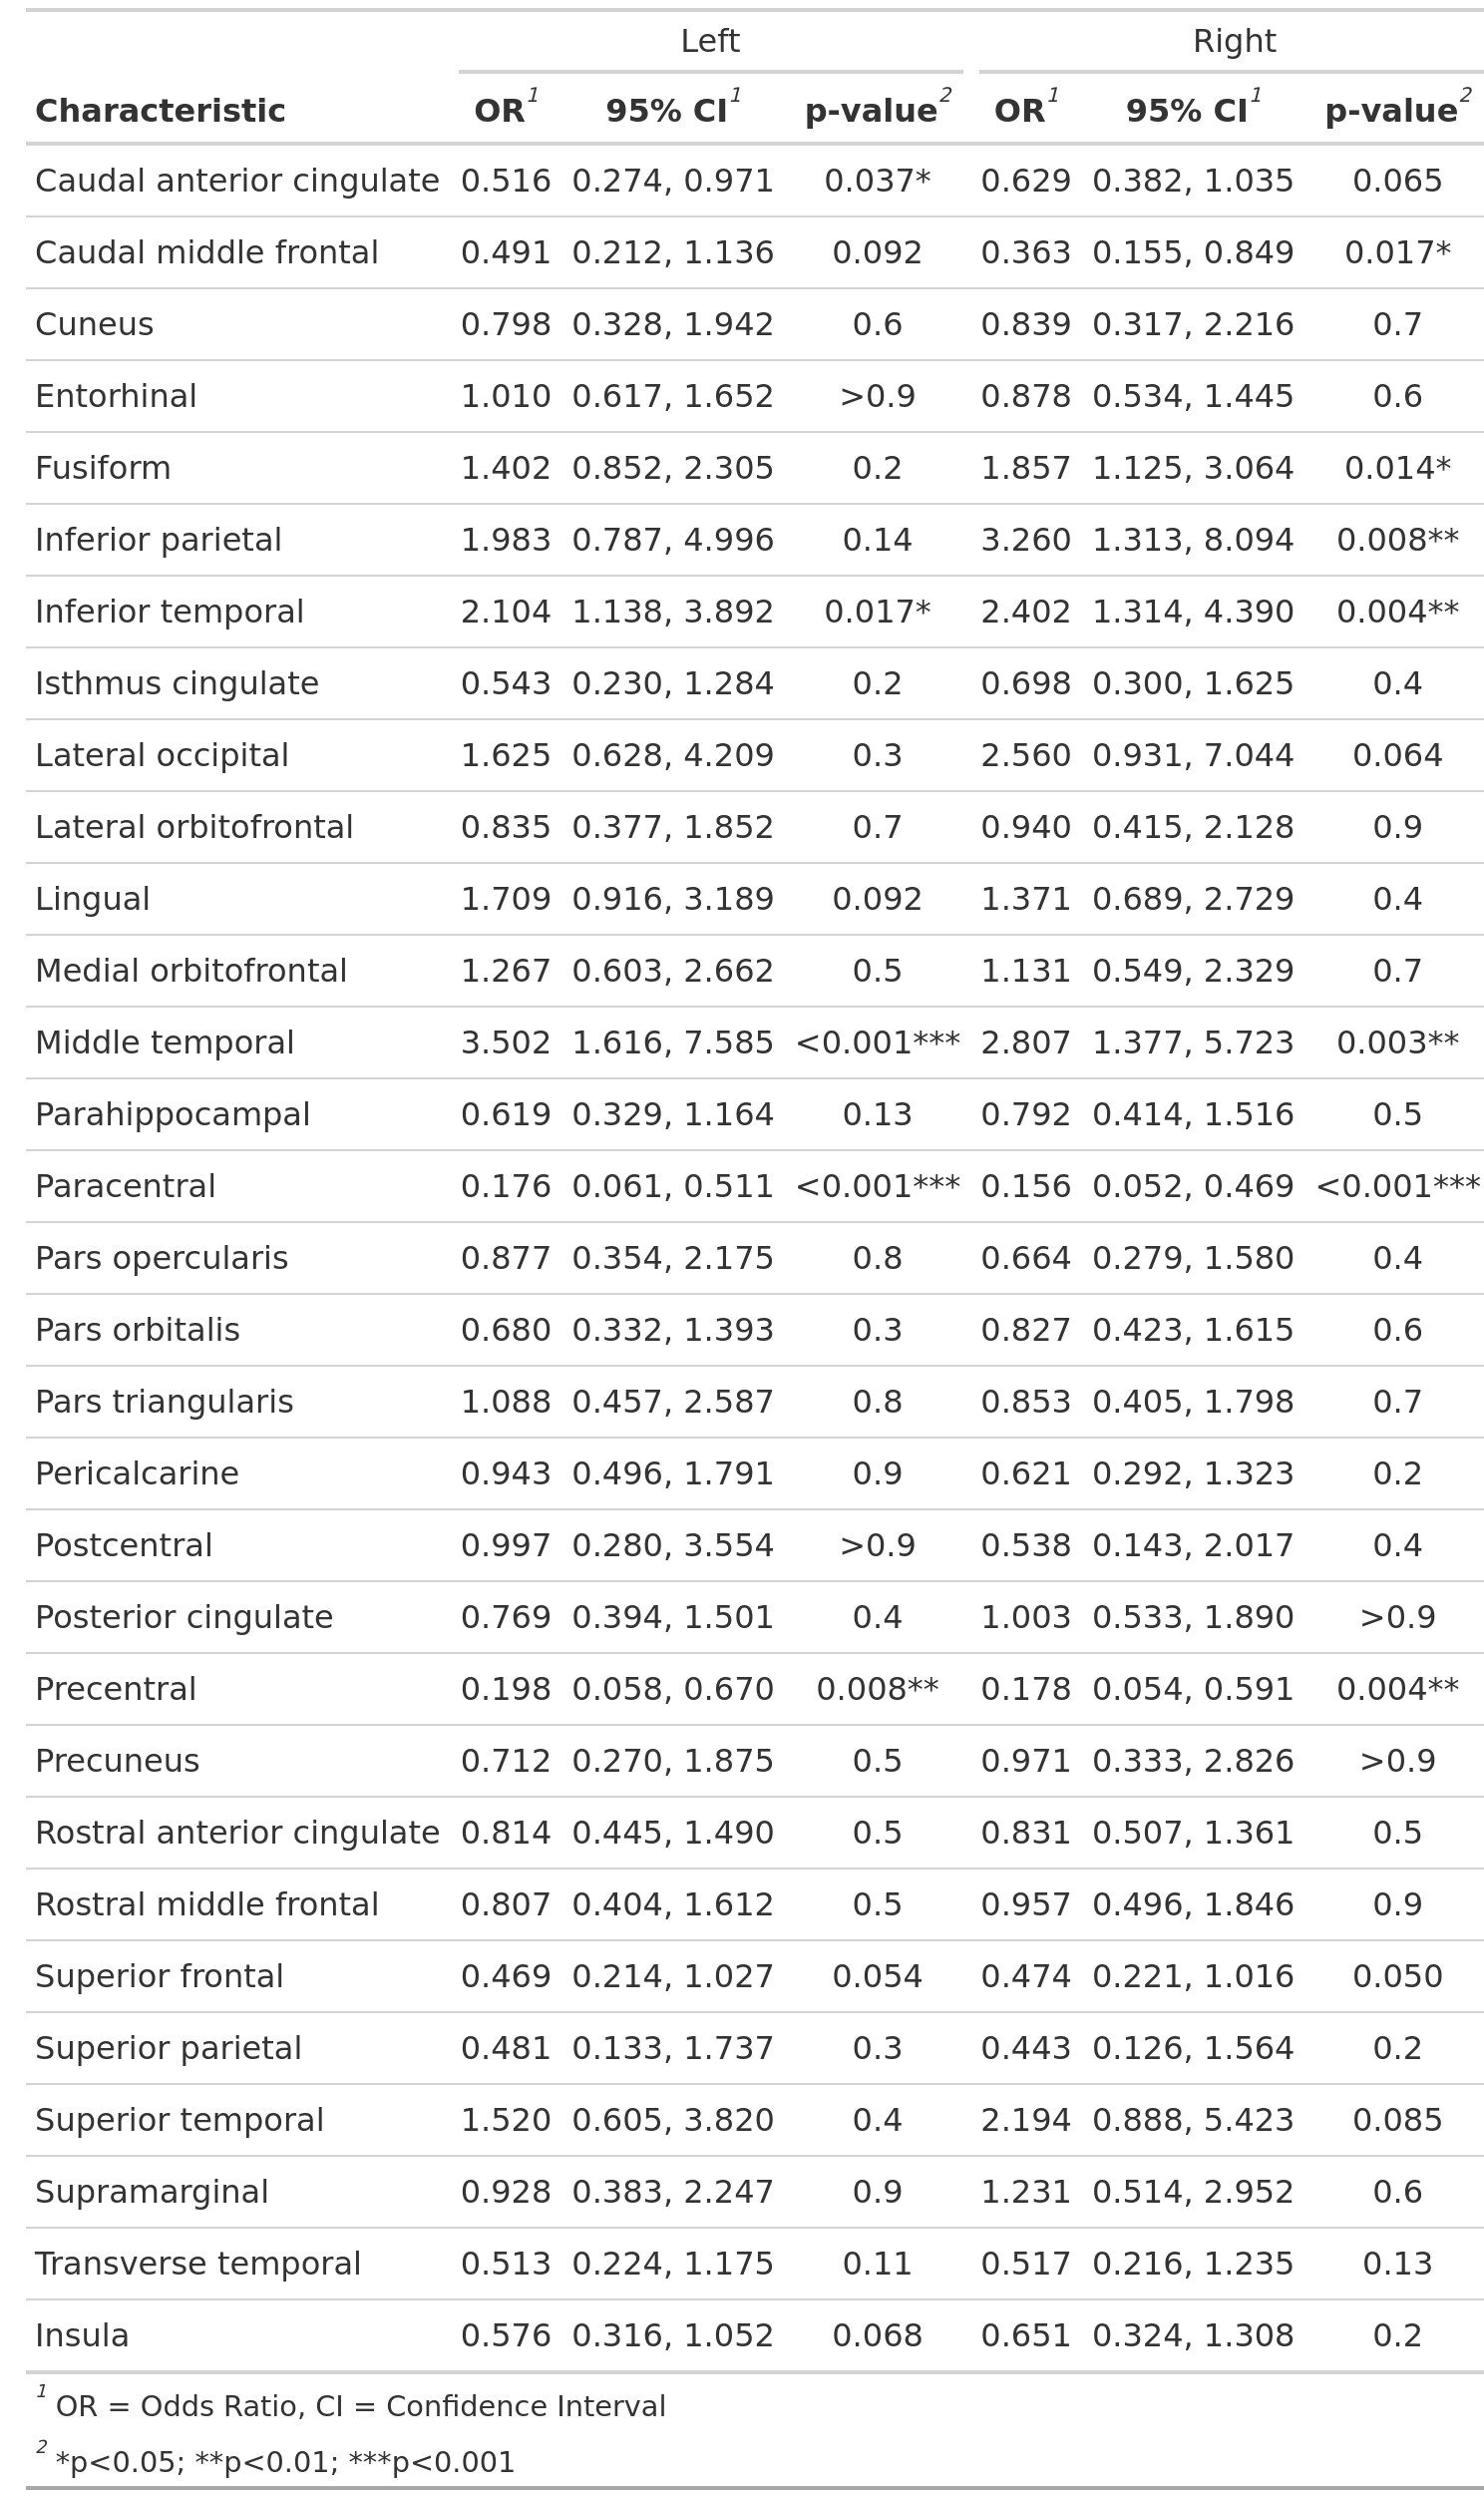 Left Right
Characteristic OR1 95% CI1 p-value2 OR1 95% CI1 p-value2
Caudal anterior cingulate 0.516 0.274, 0.971 0.037* 0.629 0.382, 1.035 0.065
Caudal middle frontal 0.491 0.212, 1.136 0.092 0.363 0.155, 0.849 0.017*
Cuneus 0.798 0.328, 1.942 0.6 0.839 0.317, 2.216 0.7
Entorhinal 1.010 0.617, 1.652 >0.9 0.878 0.534, 1.445 0.6
Fusiform 1.402 0.852, 2.305 0.2 1.857 1.125, 3.064 0.014*
Inferior parietal 1.983 0.787, 4.996 0.14 3.260 1.313, 8.094 0.008**
Inferior temporal 2.104 1.138, 3.892 0.017* 2.402 1.314, 4.390 0.004**
Isthmus cingulate 0.543 0.230, 1.284 0.2 0.698 0.300, 1.625 0.4
Lateral occipital 1.625 0.628, 4.209 0.3 2.560 0.931, 7.044 0.064
Lateral orbitofrontal 0.835 0.377, 1.852 0.7 0.940 0.415, 2.128 0.9
Lingual 1.709 0.916, 3.189 0.092 1.371 0.689, 2.729 0.4
Medial orbitofrontal 1.267 0.603, 2.662 0.5 1.131 0.549, 2.329 0.7
Middle temporal 3.502 1.616, 7.585 <0.001*** 2.807 1.377, 5.723 0.003**
Parahippocampal 0.619 0.329, 1.164 0.13 0.792 0.414, 1.516 0.5
Paracentral 0.176 0.061, 0.511 <0.001*** 0.156 0.052, 0.469 <0.001***
Pars opercularis 0.877 0.354, 2.175 0.8 0.664 0.279, 1.580 0.4
Pars orbitalis 0.680 0.332, 1.393 0.3 0.827 0.423, 1.615 0.6
Pars triangularis 1.088 0.457, 2.587 0.8 0.853 0.405, 1.798 0.7
Pericalcarine 0.943 0.496, 1.791 0.9 0.621 0.292, 1.323 0.2
Postcentral 0.997 0.280, 3.554 >0.9 0.538 0.143, 2.017 0.4
Posterior cingulate 0.769 0.394, 1.501 0.4 1.003 0.533, 1.890 >0.9
Precentral 0.198 0.058, 0.670 0.008** 0.178 0.054, 0.591 0.004**
Precuneus 0.712 0.270, 1.875 0.5 0.971 0.333, 2.826 >0.9
Rostral anterior cingulate 0.814 0.445, 1.490 0.5 0.831 0.507, 1.361 0.5
Rostral middle frontal 0.807 0.404, 1.612 0.5 0.957 0.496, 1.846 0.9
Superior frontal 0.469 0.214, 1.027 0.054 0.474 0.221, 1.016 0.050
Superior parietal 0.481 0.133, 1.737 0.3 0.443 0.126, 1.564 0.2
Superior temporal 1.520 0.605, 3.820 0.4 2.194 0.888, 5.423 0.085
Supramarginal 0.928 0.383, 2.247 0.9 1.231 0.514, 2.952 0.6
Transverse temporal 0.513 0.224, 1.175 0.11 0.517 0.216, 1.235 0.13
Insula 0.576 0.316, 1.052 0.068 0.651 0.324, 1.308 0.2
1 OR = Odds Ratio, CI = Confidence Interval
2 *p<0.05; **p<0.01; ***p<0.001